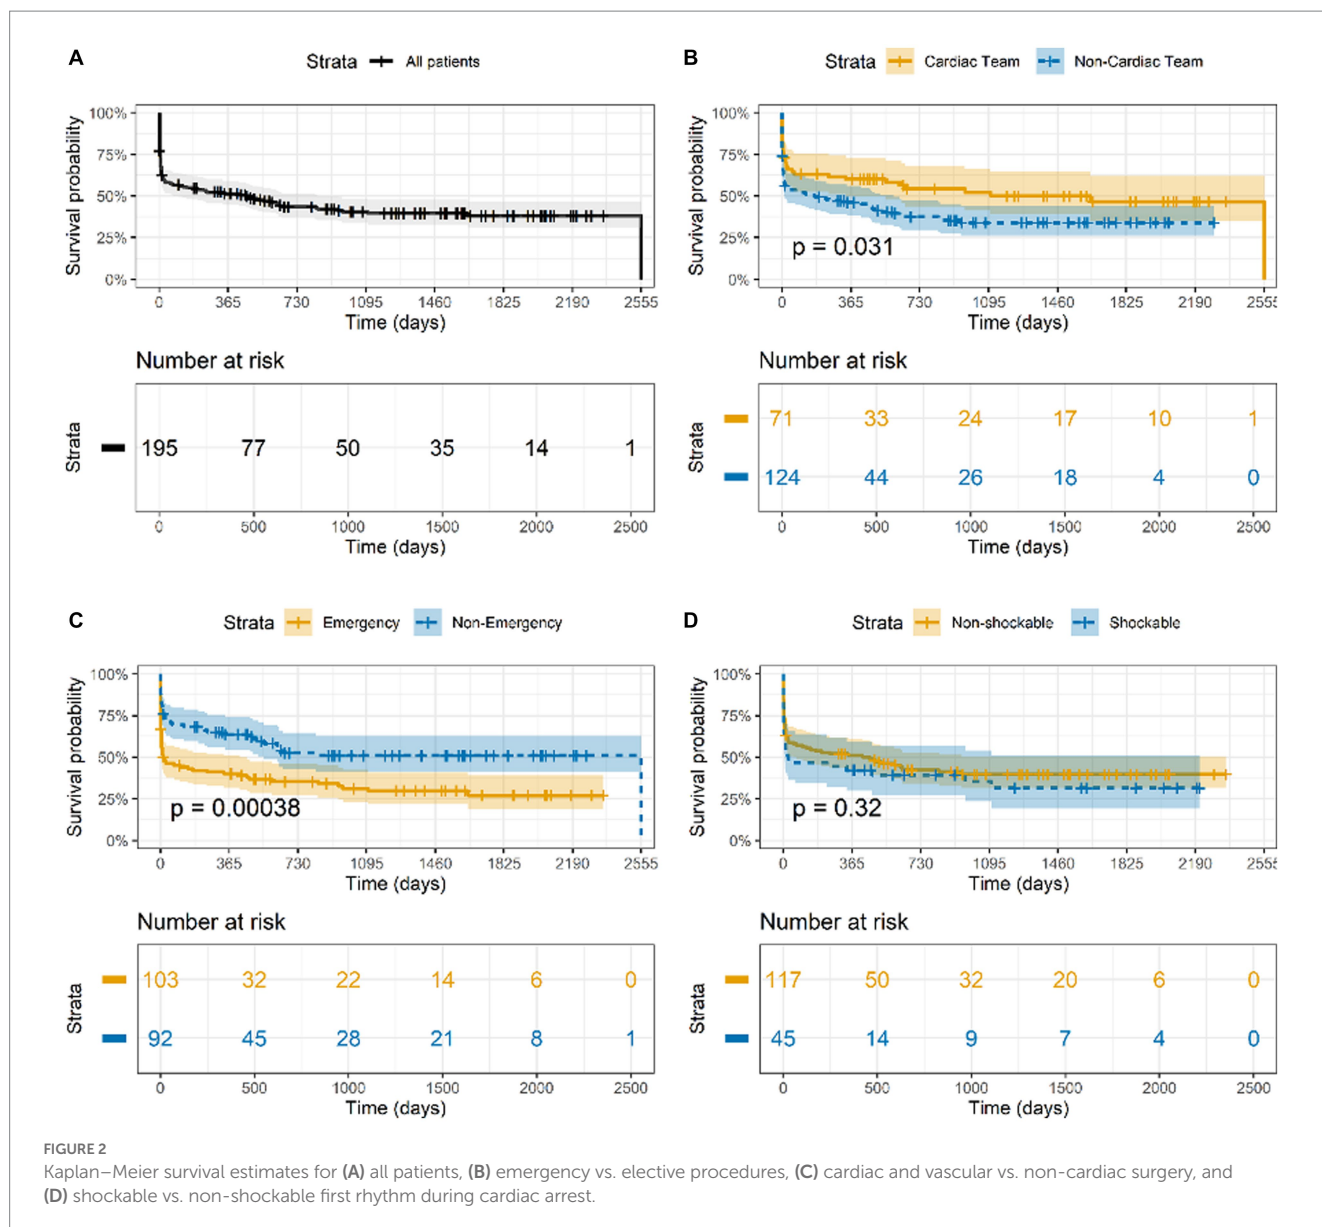 A
Strata All patients
Survival probability
100%
75%
50%
25%
0%
0 365 730 1095 1460 1825 2190 2555
Time (days)
Number at risk
Strata
195 77 50 35 14 1
0 500 1000 1500 2000 2500
Time (days)
B
Strata Cardiac Team Non-Cardiac Team
Survival probability
100%
75%
50%
25%
0%
p = 0.031
0 365 730 1095 1460 1825 2190 2555
Time (days)
Number at risk
Strata
71 33 24 17 10 1
124 44 26 18 4 0
0 500 1000 1500 2000 2500
Time (days)
C
Strata Emergency Non-Emergency
Survival probability
100%
75%
50%
25%
0%
p = 0.00038
0 365 730 1095 1460 1825 2190 2555
Time (days)
Number at risk
Strata
103 32 22 14 6 0
92 45 28 21 8 1
0 500 1000 1500 2000 2500
Time (days)
D
Strata Non-shockable Shockable
Survival probability
100%
75%
50%
25%
0%
p = 0.32
0 365 730 1095 1460 1825 2190 2555
Time (days)
Number at risk
Strata
117 50 32 20 6 0
45 14 9 7 4 0
0 500 1000 1500 2000 2500
Time (days)
FIGURE 2
Kaplan–Meier survival estimates for (A) all patients, (B) emergency vs. elective procedures, (C) cardiac and vascular vs. non-cardiac surgery, and
(D) shockable vs. non-shockable first rhythm during cardiac arrest.